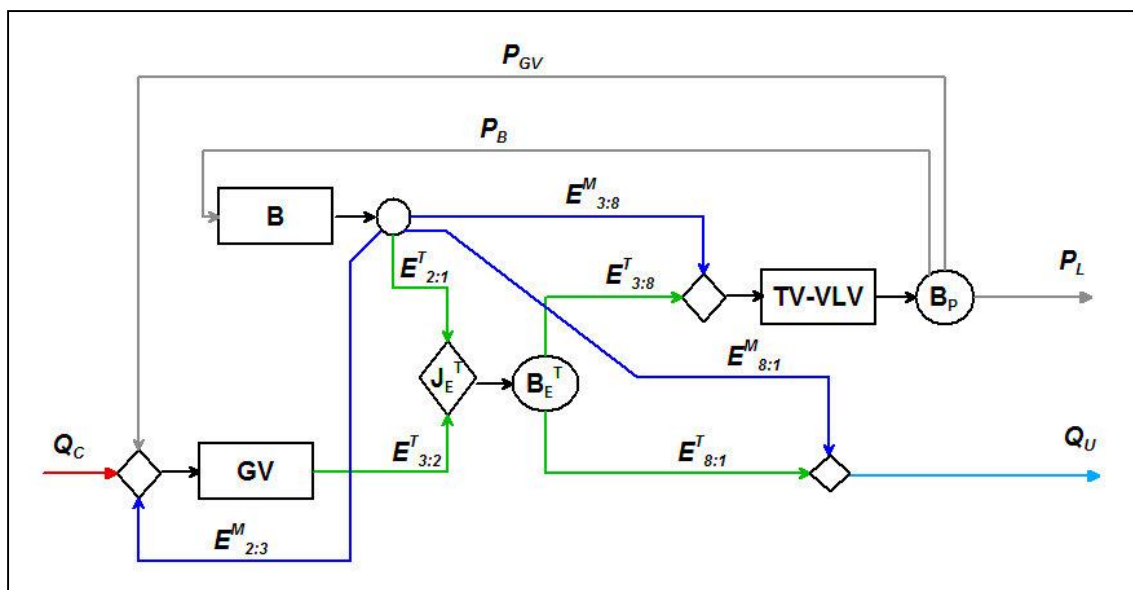 P_GV
P_B
B
E^M_3:8
E^T_2:1
E^T_3:8
TV-VLV
B_P
P_L
J_E^T
B_E^T
E^M_8:1
Q_C
GV
E^T_3:2
E^T_8:1
Q_U
E^M_2:3